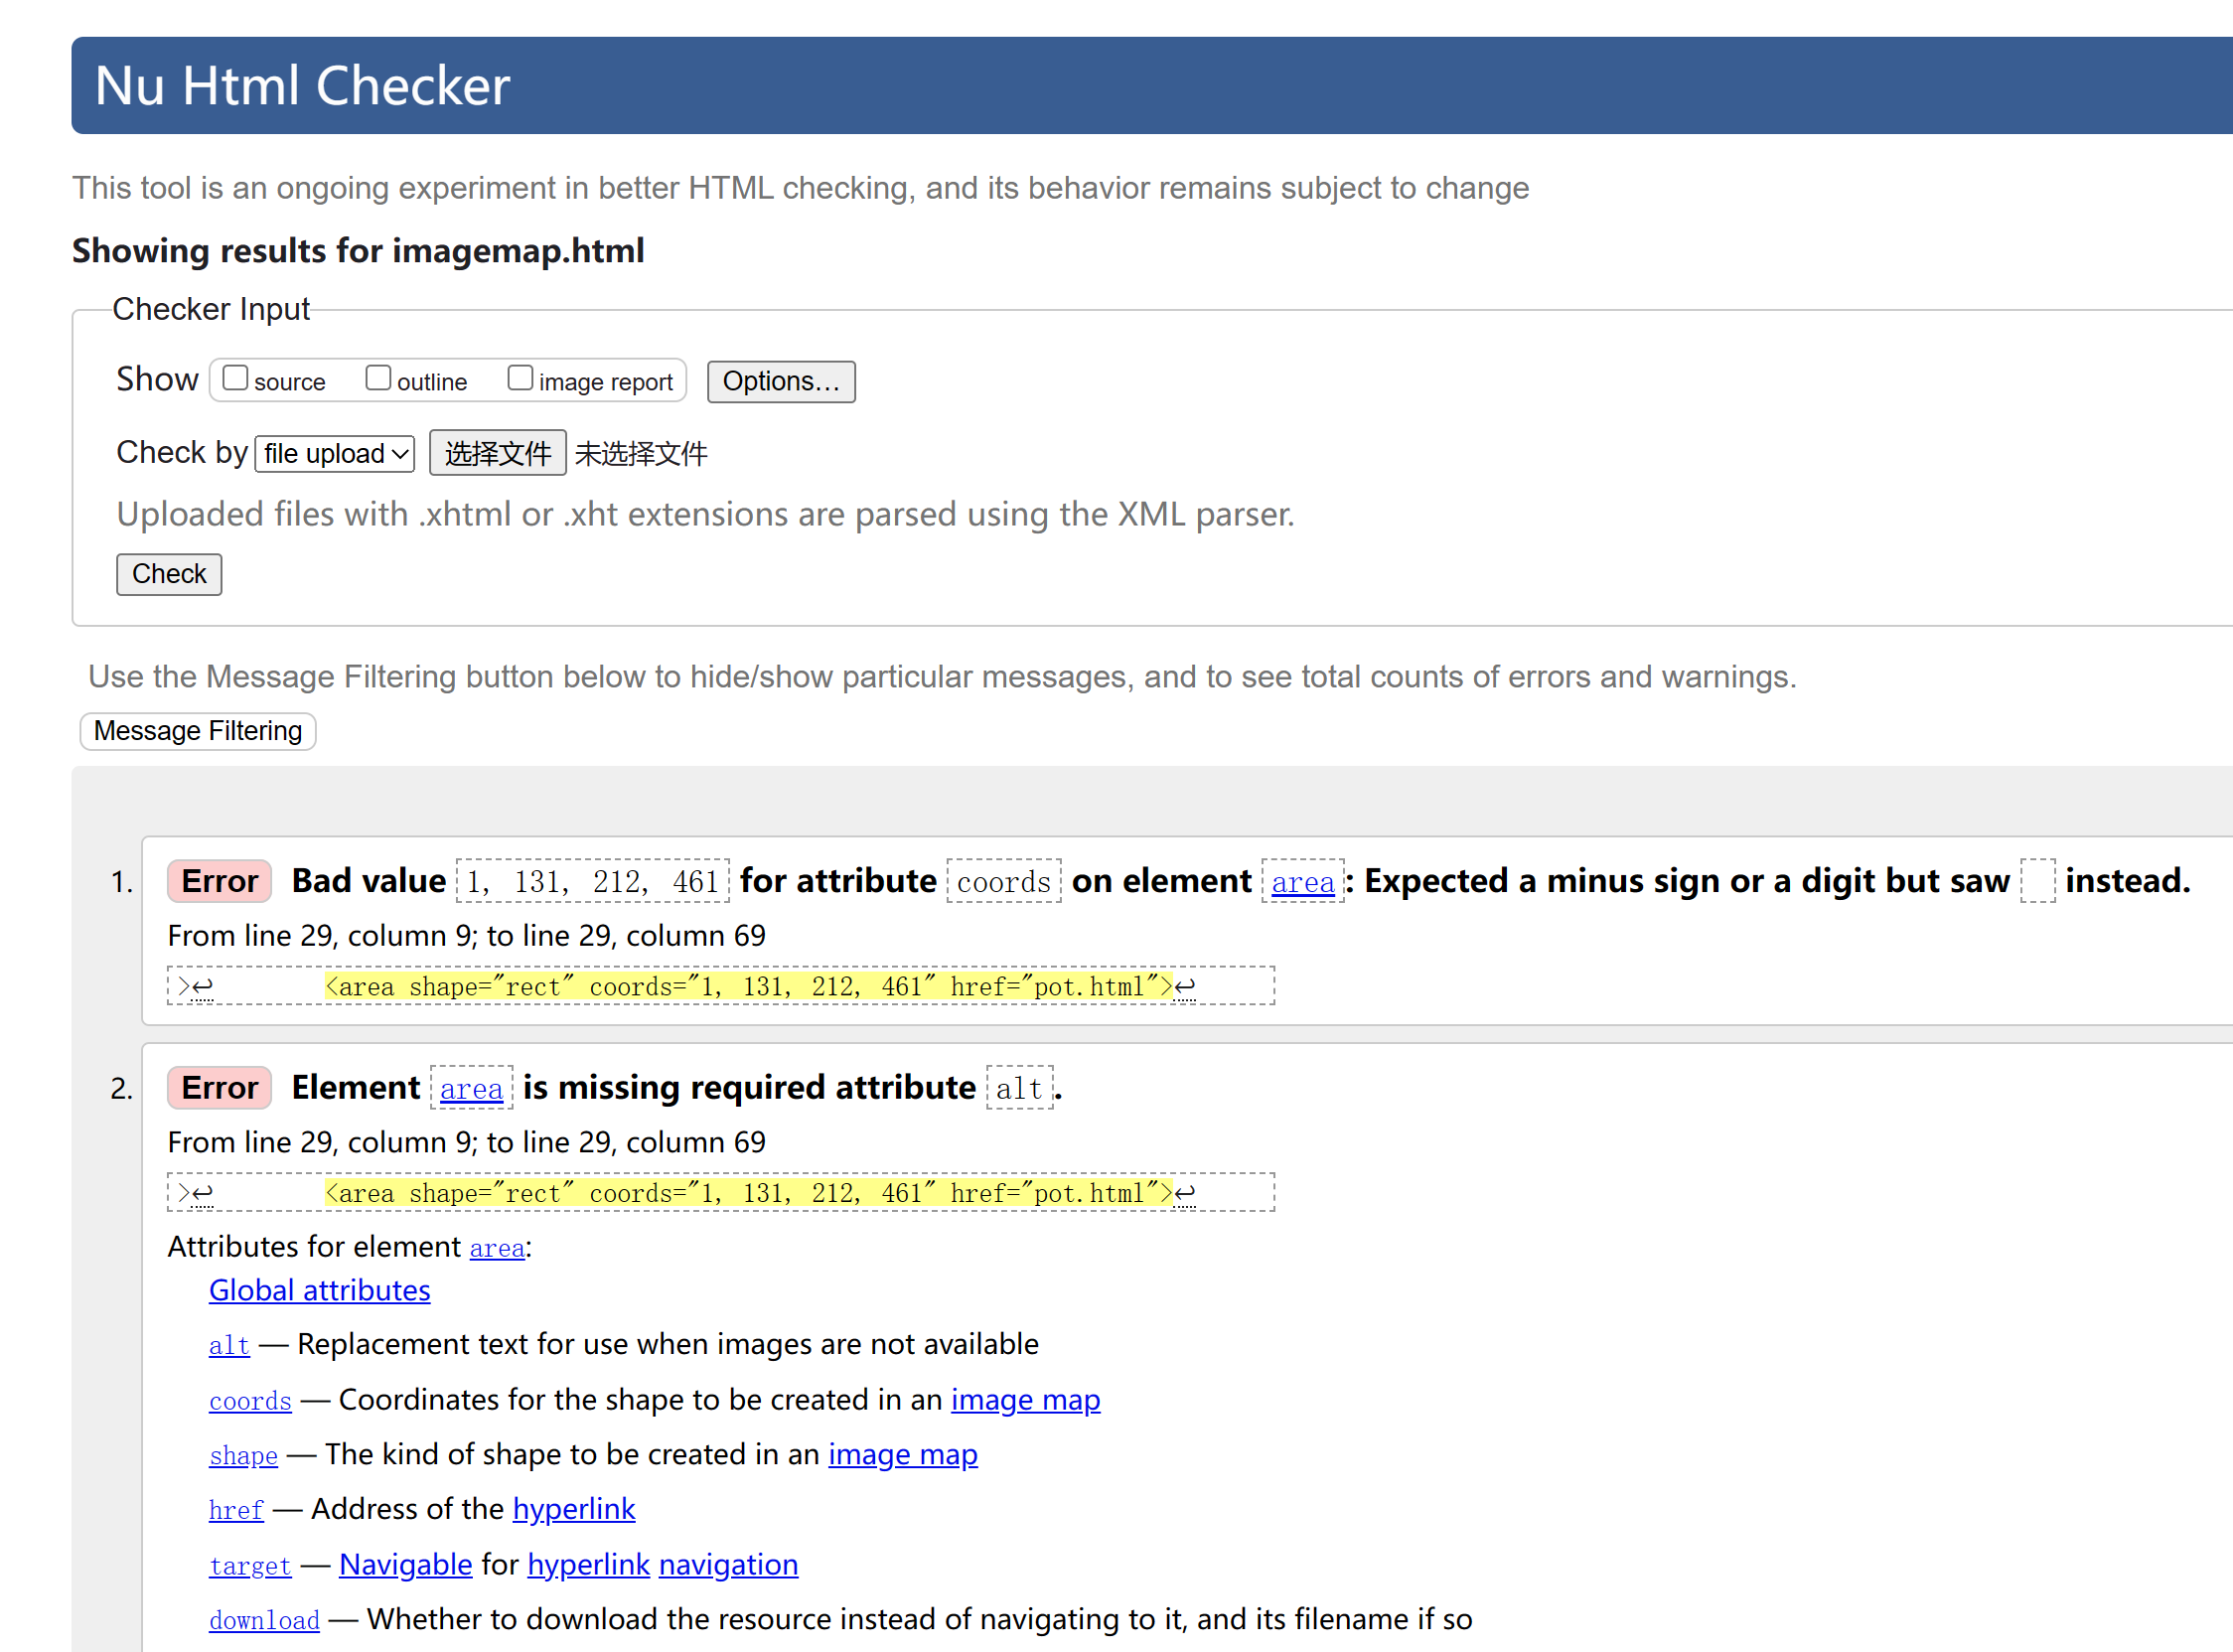 Nu Html Checker
This tool is an ongoing experiment in better HTML checking, and its behavior remains subject to change
Showing results for imagemap.html
Checker Input
Show source outline image report Options...
Check by file upload 选择文件 未选择文件
Uploaded files with .xhtml or .xht extensions are parsed using the XML parser.
Check
Use the Message Filtering button below to hide/show particular messages, and to see total counts of errors and warnings.
Message Filtering
1. Error Bad value 1, 131, 212, 461 for attribute coords on element area: Expected a minus sign or a digit but saw   instead.
From line 29, column 9; to line 29, column 69
>↩ <area shape="rect" coords="1, 131, 212, 461" href="pot.html">↩
2. Error Element area is missing required attribute alt.
From line 29, column 9; to line 29, column 69
>↩ <area shape="rect" coords="1, 131, 212, 461" href="pot.html">↩
Attributes for element area:
Global attributes
alt — Replacement text for use when images are not available
coords — Coordinates for the shape to be created in an image map
shape — The kind of shape to be created in an image map
href — Address of the hyperlink
target — Navigable for hyperlink navigation
download — Whether to download the resource instead of navigating to it, and its filename if so